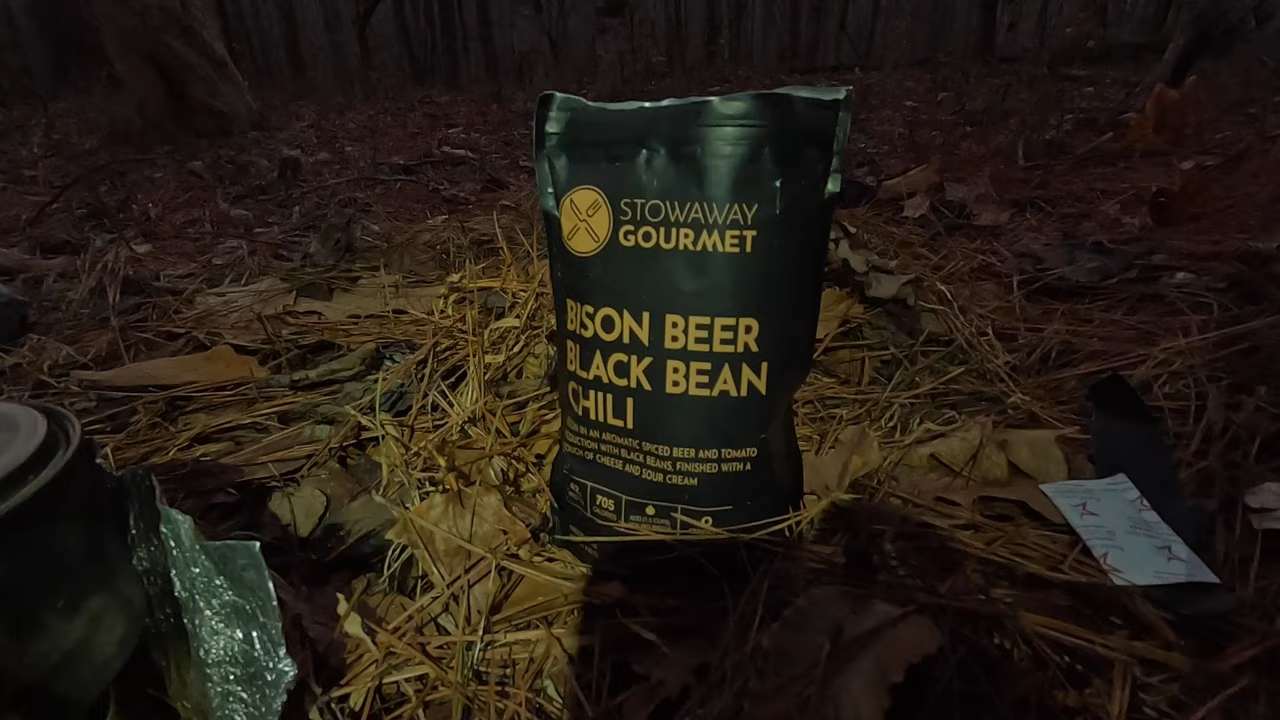 STOWAWAY
GOURMET
BISON BEER
BLACK BEAN
CHILI
IN AN AROMATIC SPICED BEER AND TOMATO
WITH BLACK BEANS, FINISHED WITH A
OF CHEESE AND SOUR CREAM
705
CALORIES